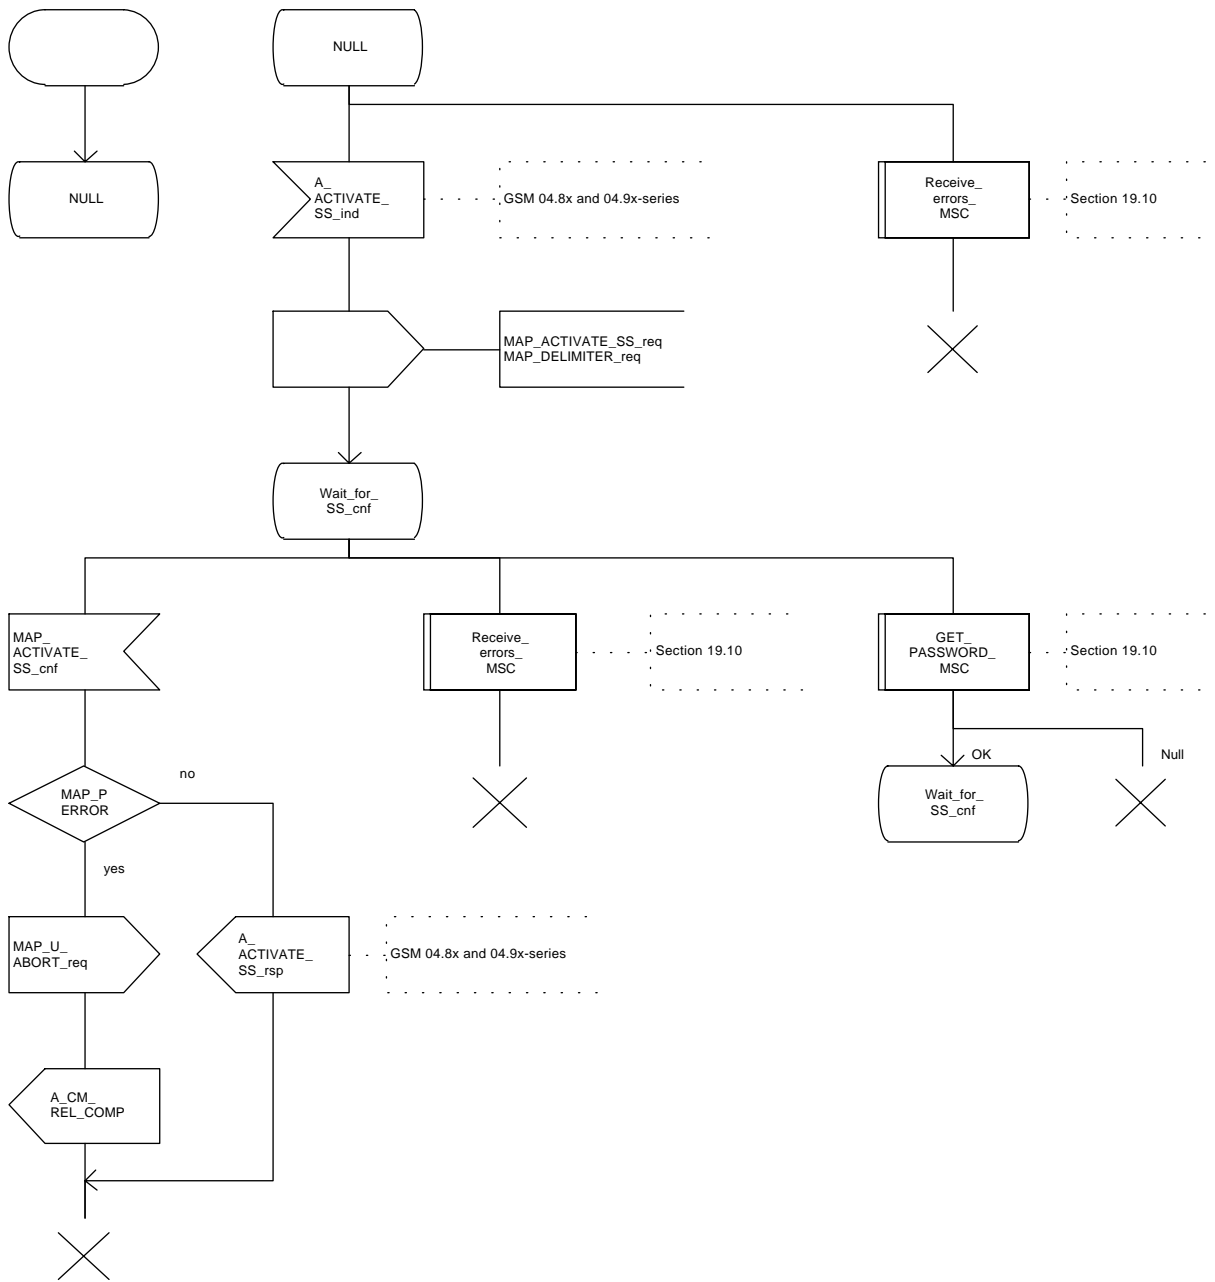 NULL
NULL
A_
ACTIVATE_
SS_ind
GSM 04.8x and 04.9x-series
Receive_
errors_
MSC
Section 19.10
MAP_ACTIVATE_SS_req
MAP_DELIMITER_req
Wait_for_
SS_cnf
MAP_
ACTIVATE_
SS_cnf
Receive_
errors_
MSC
Section 19.10
GET_
PASSWORD_
MSC
Section 19.10
OK
Null
MAP_P
ERROR
no
yes
Wait_for_
SS_cnf
MAP_U_
ABORT_req
A_
ACTIVATE_
SS_rsp
GSM 04.8x and 04.9x-series
A_CM_
REL_COMP